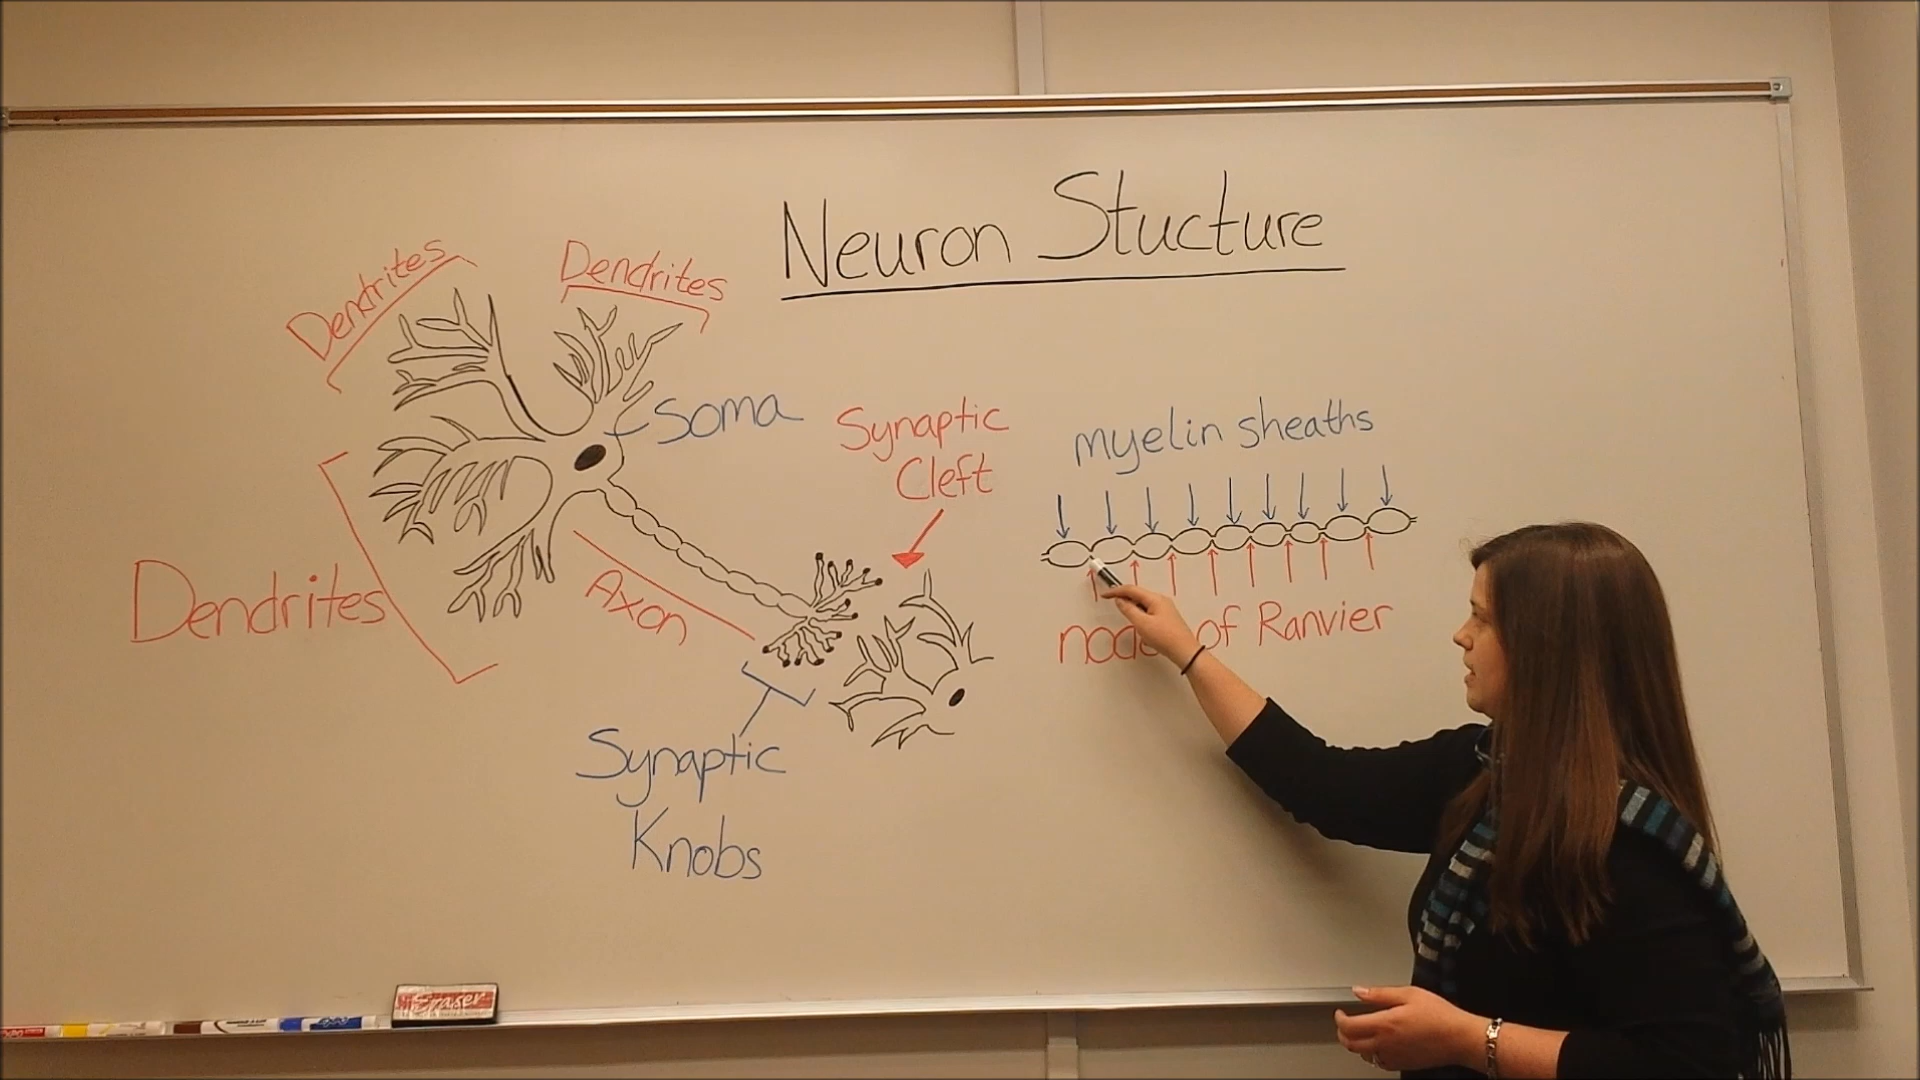 Neuron Stucture
Dendrites
Dendrites
Soma
Synaptic
Cleft
myelin sheaths
Dendrites
Axon
of Ranvier
Synaptic
Knobs
Eraser